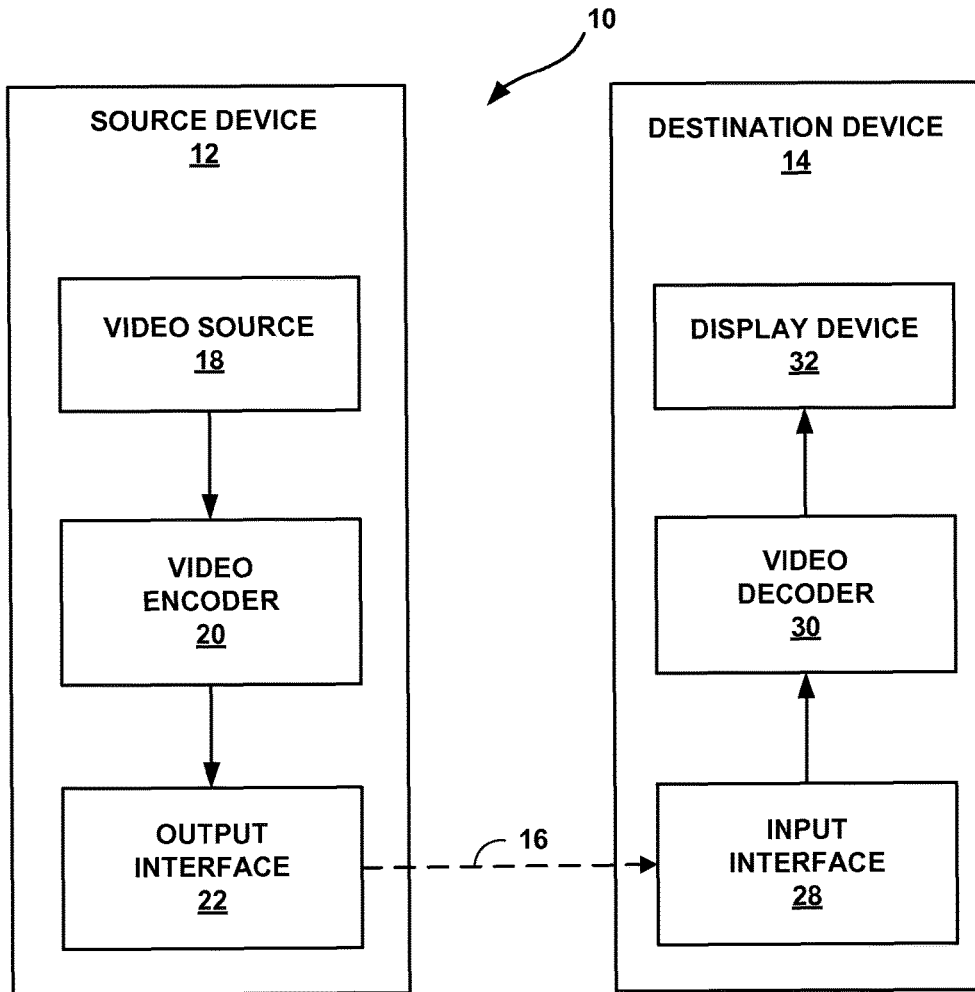 10
SOURCE DEVICE
12
VIDEO SOURCE
18
VIDEO
ENCODER
20
OUTPUT
INTERFACE
22
16
DESTINATION DEVICE
14
DISPLAY DEVICE
32
VIDEO
DECODER
30
INPUT
INTERFACE
28